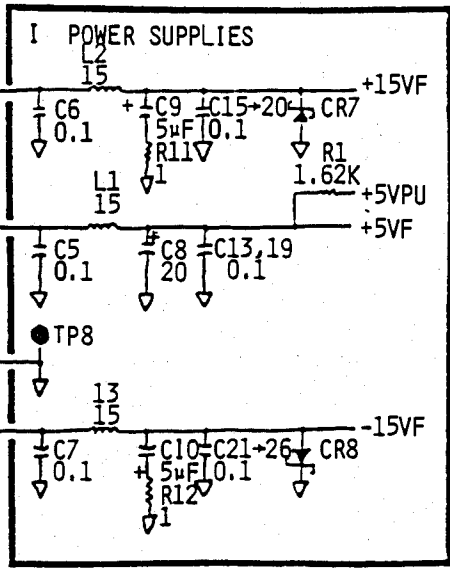 I POWER SUPPLIES
L2
15
+15VF
C6
0.1
+
C9
5µF
R11
1
C15→20
0.1
CR7
R1
1.62K
+5VPU
L1
15
+5VF
C5
0.1
+
C8
20
C13,19
0.1
TP8
13
15
-15VF
C7
0.1
C10
+
5µF
R12
1
C21→26
0.1
CR8